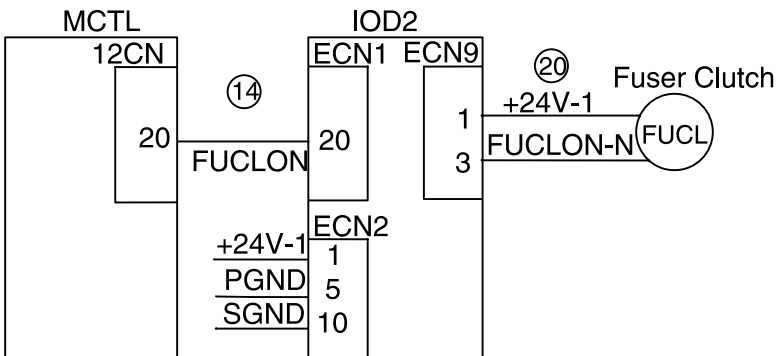 MCTL
IOD2
12CN
ECN1
ECN9
14
20
Fuser Clutch
+24V-1
1
FUCL
20
20
FUCLON
FUCLON-N
3
ECN2
+24V-1
1
PGND
5
SGND
10